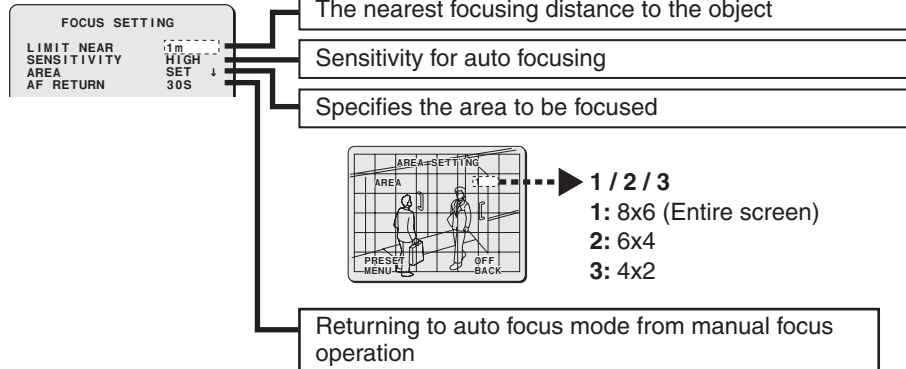 FOCUS SETTING
LIMIT NEAR 1m
SENSITIVITY HIGH
AREA SET ↓
AF RETURN 30S
The nearest focusing distance to the object
Sensitivity for auto focusing
Specifies the area to be focused
AREA SETTING
AREA 1
PRESET OFF
MENU BACK
1 / 2 / 3
1: 8x6 (Entire screen)
2: 6x4
3: 4x2
Returning to auto focus mode from manual focus
operation